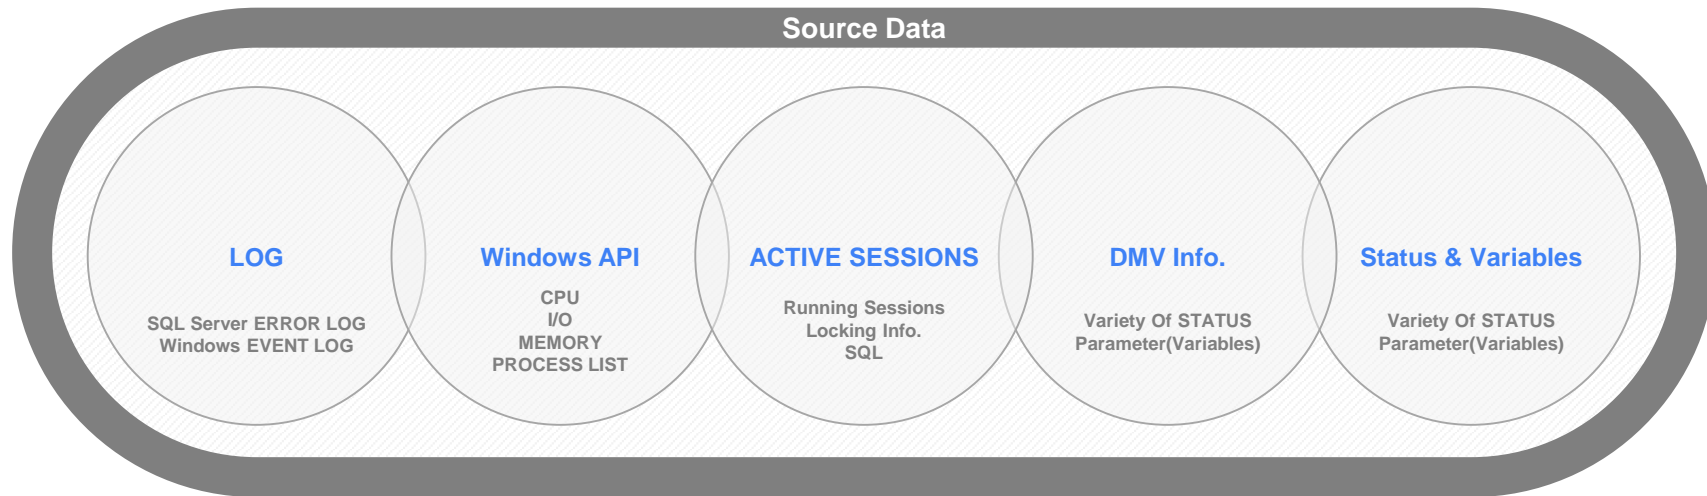 Source Data
LOG
SQL Server ERROR LOG
Windows EVENT LOG
Windows API
CPU
I/O
MEMORY
PROCESS LIST
ACTIVE SESSIONS
Running Sessions
Locking Info.
SQL
DMV Info.
Variety Of STATUS
Parameter(Variables)
Status & Variables
Variety Of STATUS
Parameter(Variables)